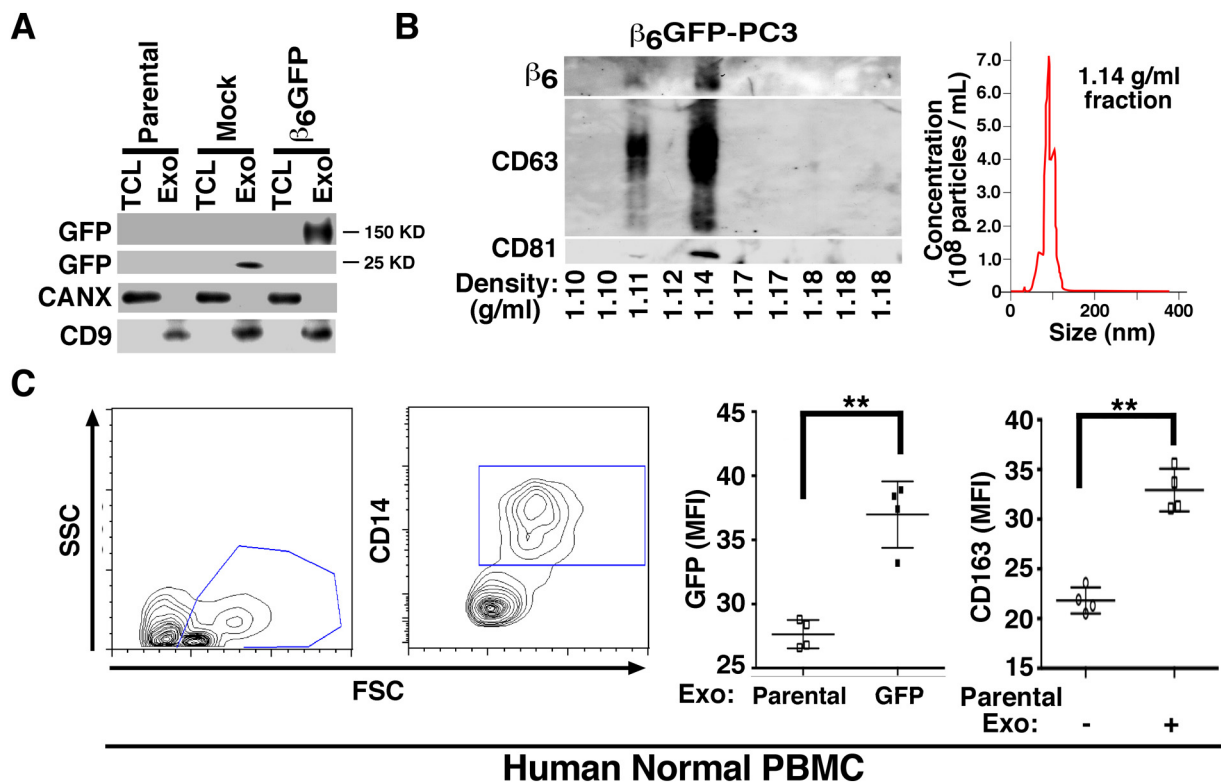 A
Parental
Mock
β6GFP
TCL
Exo
TCL
Exo
TCL
Exo
GFP
150 KD
GFP
25 KD
CANX
CD9
B
β6GFP-PC3
β6
CD63
CD81
Density:
(g/ml)
1.10
1.10
1.11
1.12
1.14
1.17
1.17
1.18
1.18
1.18
Concentration
(10^8 particles / mL)
7.0
6.0
5.0
4.0
3.0
2.0
1.0
0
1.14 g/ml
fraction
0
200
400
Size (nm)
C
SSC
CD14
FSC
GFP (MFI)
45
40
35
30
25
**
Exo: Parental GFP
CD163 (MFI)
40
35
30
25
20
15
**
Parental
Exo: - +
Human Normal PBMC